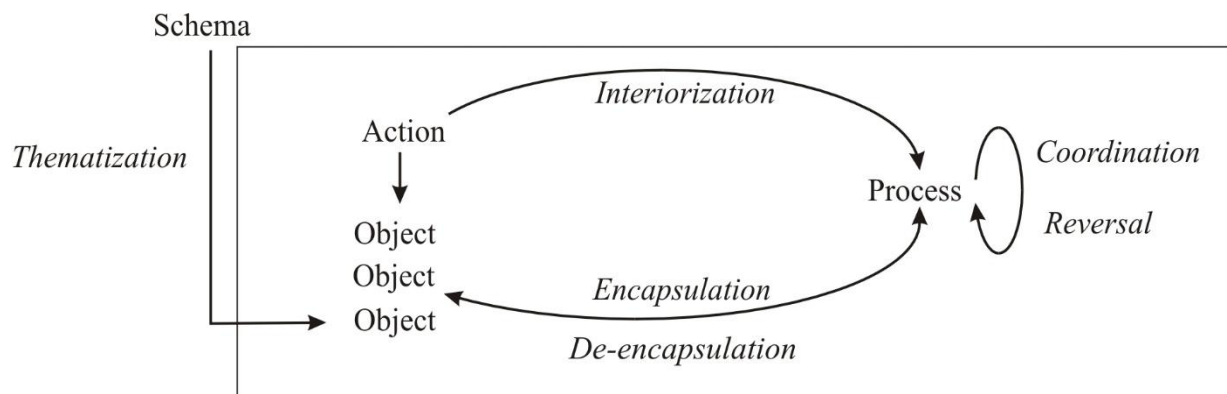 Schema
Interiorization
Action
Thematization
Coordination
Process
Object
Reversal
Object
Encapsulation
Object
De-encapsulation